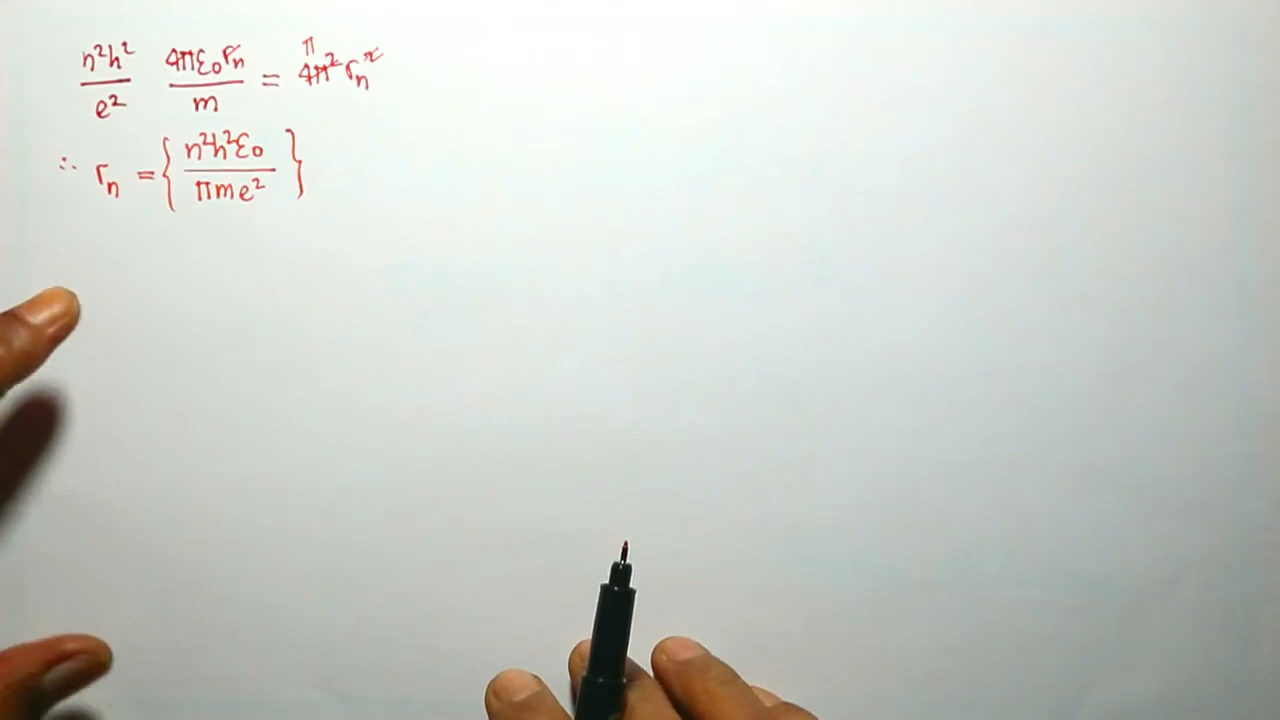 n²h²/e² 4πε₀rₙ/m = π 4π² rₙ²
∴ rₙ = { n²h²ε₀ / πme² }